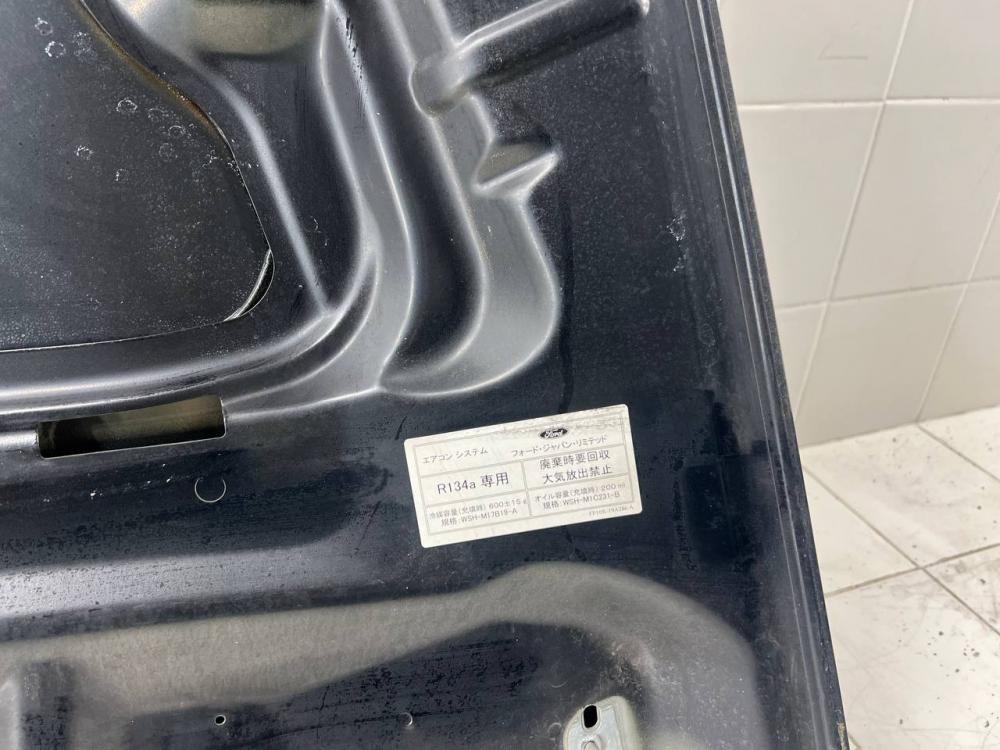 Ford
エアコン システム
フォード・ジャパン・リミテッド
R134a 専用
廃棄時要回収
大気放出禁止
冷媒容量(充填時) 600±15g
規格:WSH-M17B19-A
オイル容量(充填時) 200 ml
規格:WSH-M1C231-B